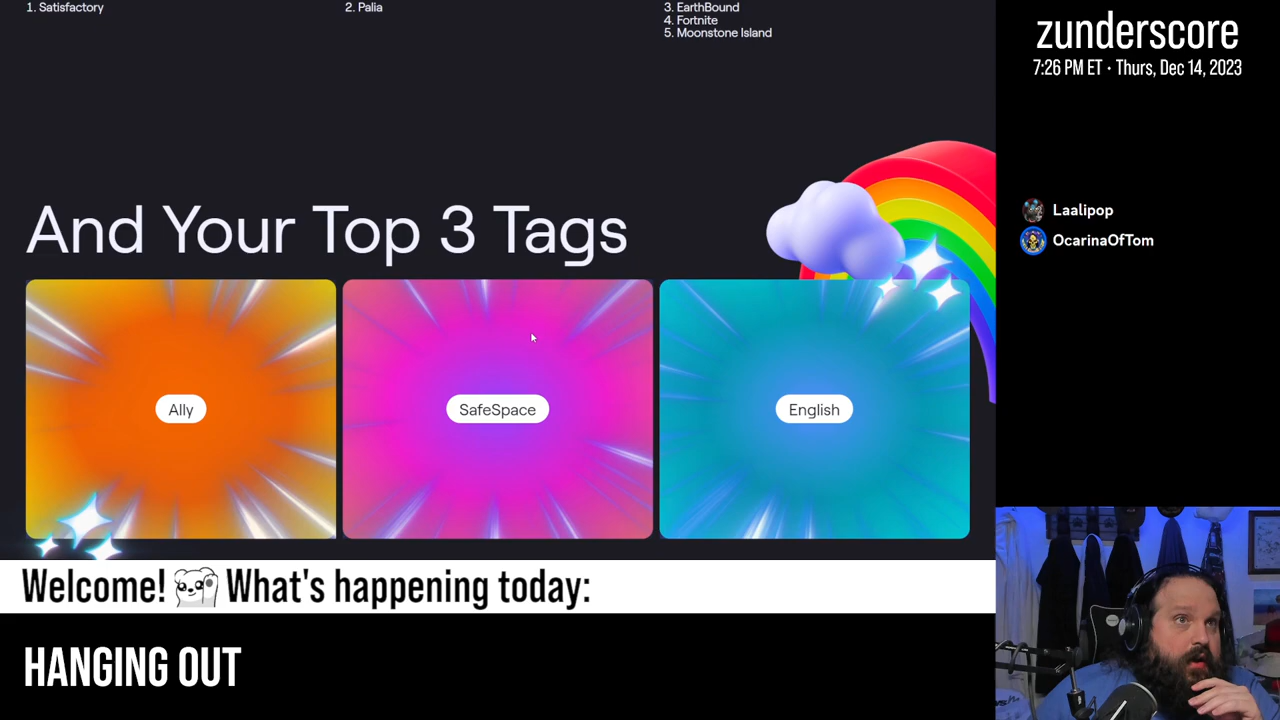 1. Satisfactory
2. Palia
3. EarthBound
4. Fortnite
5. Moonstone Island
And Your Top 3 Tags
Ally
SafeSpace
English
Welcome! What's happening today:
HANGING OUT
zunderscore
7:26 PM ET • Thurs, Dec 14, 2023
Laalipop
OcarinaOfTom